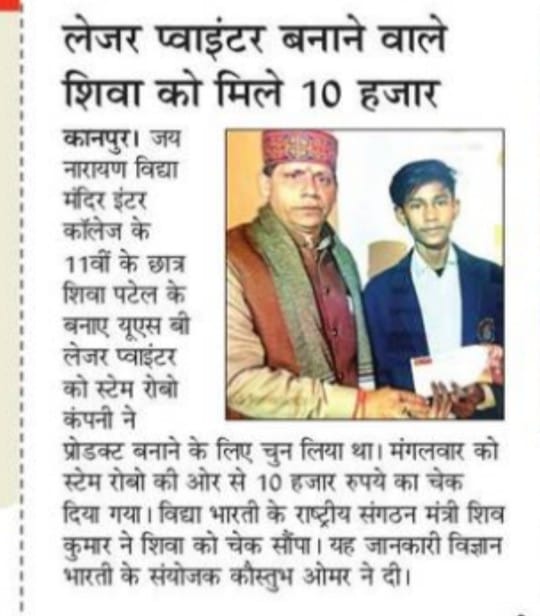 लेजर प्वाइंटर बनाने वाले
शिवा को मिले 10 हजार
कानपुर। जय
नारायण विद्या
मंदिर इंटर
कॉलेज के
11वीं के छात्र
शिवा पटेल के
बनाए यूएस बी
लेजर प्वाइंटर
को स्टेम रोबो
कंपनी ने
प्रोडक्ट बनाने के लिए चुन लिया था। मंगलवार को
स्टेम रोबो की ओर से 10 हजार रुपये का चेक
दिया गया। विद्या भारती के राष्ट्रीय संगठन मंत्री शिव
कुमार ने शिवा को चेक सौंपा। यह जानकारी विज्ञान
भारती के संयोजक कौस्तुभ ओमर ने दी।